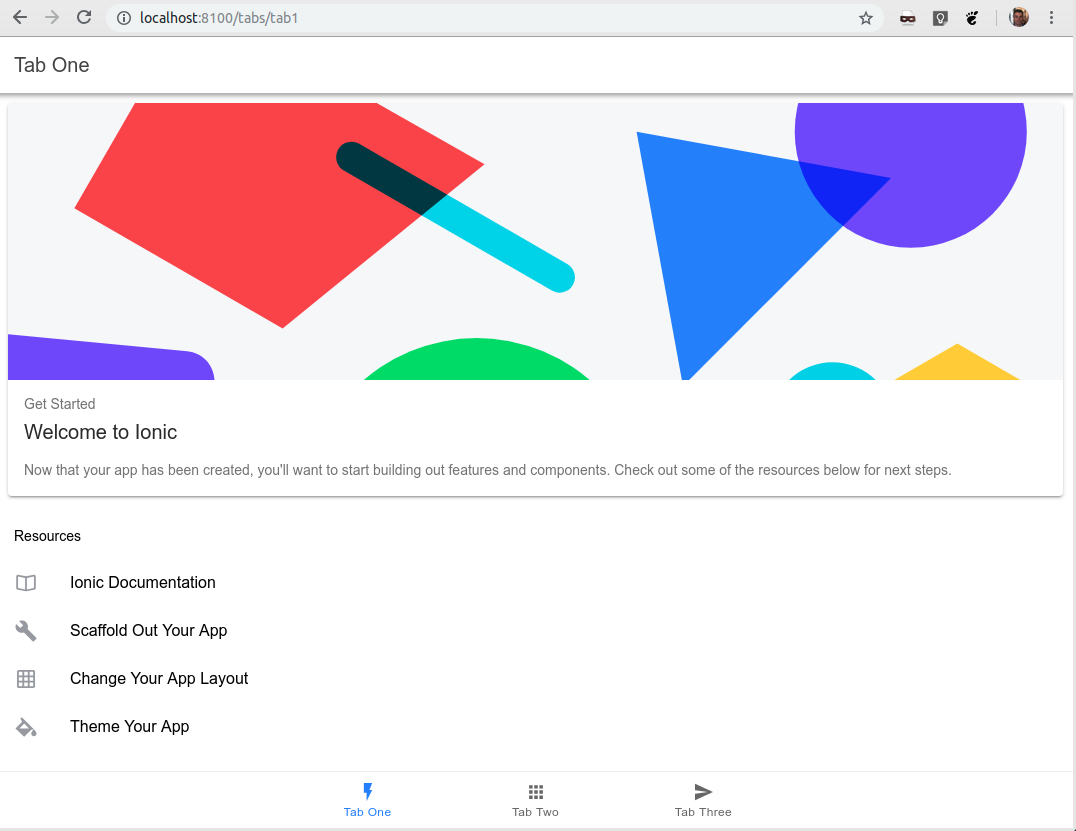 localhost:8100/tabs/tab1
Tab One
Get Started
Welcome to Ionic
Now that your app has been created, you'll want to start building out features and components. Check out some of the resources below for next steps.
Resources
Ionic Documentation
Scaffold Out Your App
Change Your App Layout
Theme Your App
Tab One
Tab Two
Tab Three